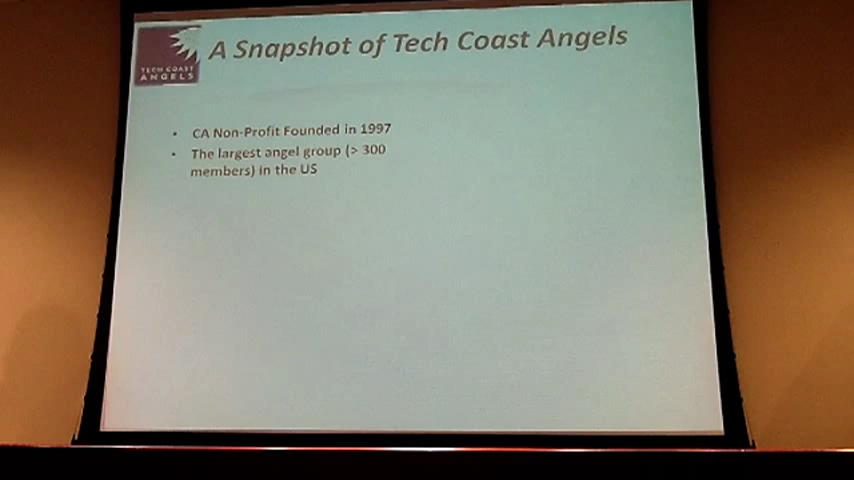 TECH COAST
ANGELS
A Snapshot of Tech Coast Angels
• CA Non-Profit Founded in 1997
• The largest angel group (> 300
members) in the US